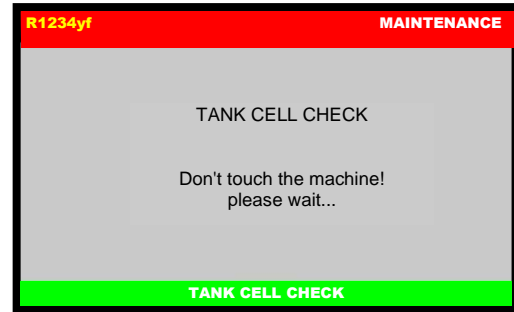 R1234yf MAINTENANCE
TANK CELL CHECK
Don't touch the machine!
please wait...
TANK CELL CHECK